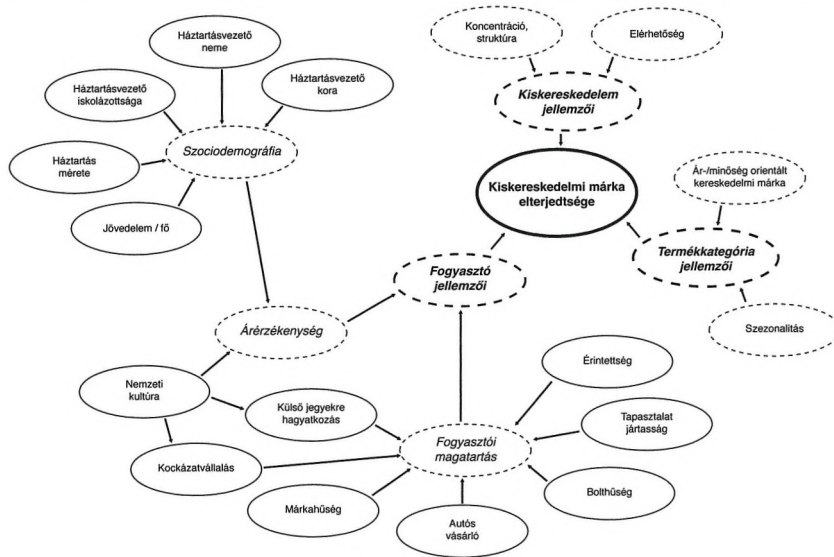 Háztartásvezető
neme
Koncentráció,
struktúra
Elérhetőség
Háztartásvezető
iskolázottsága
Háztartásvezető
kora
Kiskereskedelem
jellemzői
Szociodemográfia
Háztartás
mérete
Kiskereskedelmi márka
elterjedtsége
Ár-/minőség orientált
kereskedelmi márka
Jövedelem / fő
Fogyasztó
jellemzői
Termékkategória
jellemzői
Árérzékenység
Szezonalitás
Érintettség
Nemzeti
kultúra
Külső jegyekre
hagyatkozás
Tapasztalat
jártasság
Fogyasztói
magatartás
Kockázatvállalás
Bolthűség
Márkahűség
Autós
vásárló